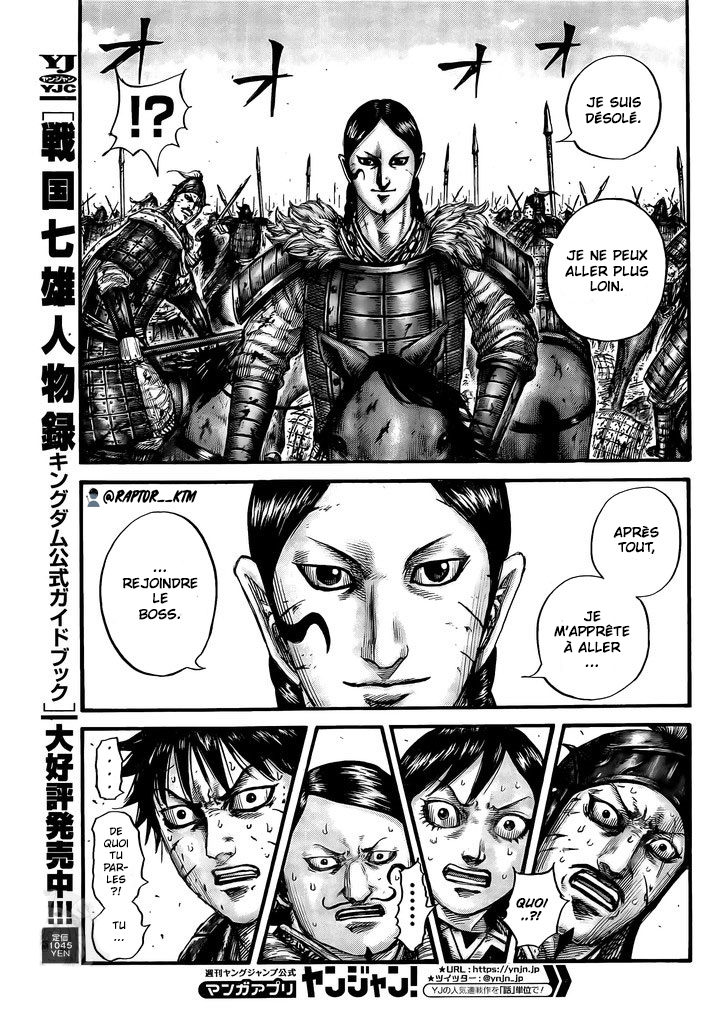 YJ
ヤンジャン
YJC
[戦国七雄人物録 キングダム公式ガイドブック]
大好評発売中!!!
定価
1045
YEN
オ オ オ オ
!?
JE SUIS
DÉSOLÉ.
JE NE PEUX
ALLER PLUS
LOIN.
@RAPTOR__KTM
APRÈS
TOUT,
JE
M'APPRÊTE
À ALLER
...
...
REJOINDRE
LE
BOSS.
...
DE
QUOI
TU
PAR-
LES
?!
TU ...
......
QUOI
..?!
週刊ヤングジャンプ公式
マンガアプリ
ヤンジャン!
★URL:https://ynjn.jp
★ツイッター:@ynjn_jp
YJの人気連載作を「話」単位で!